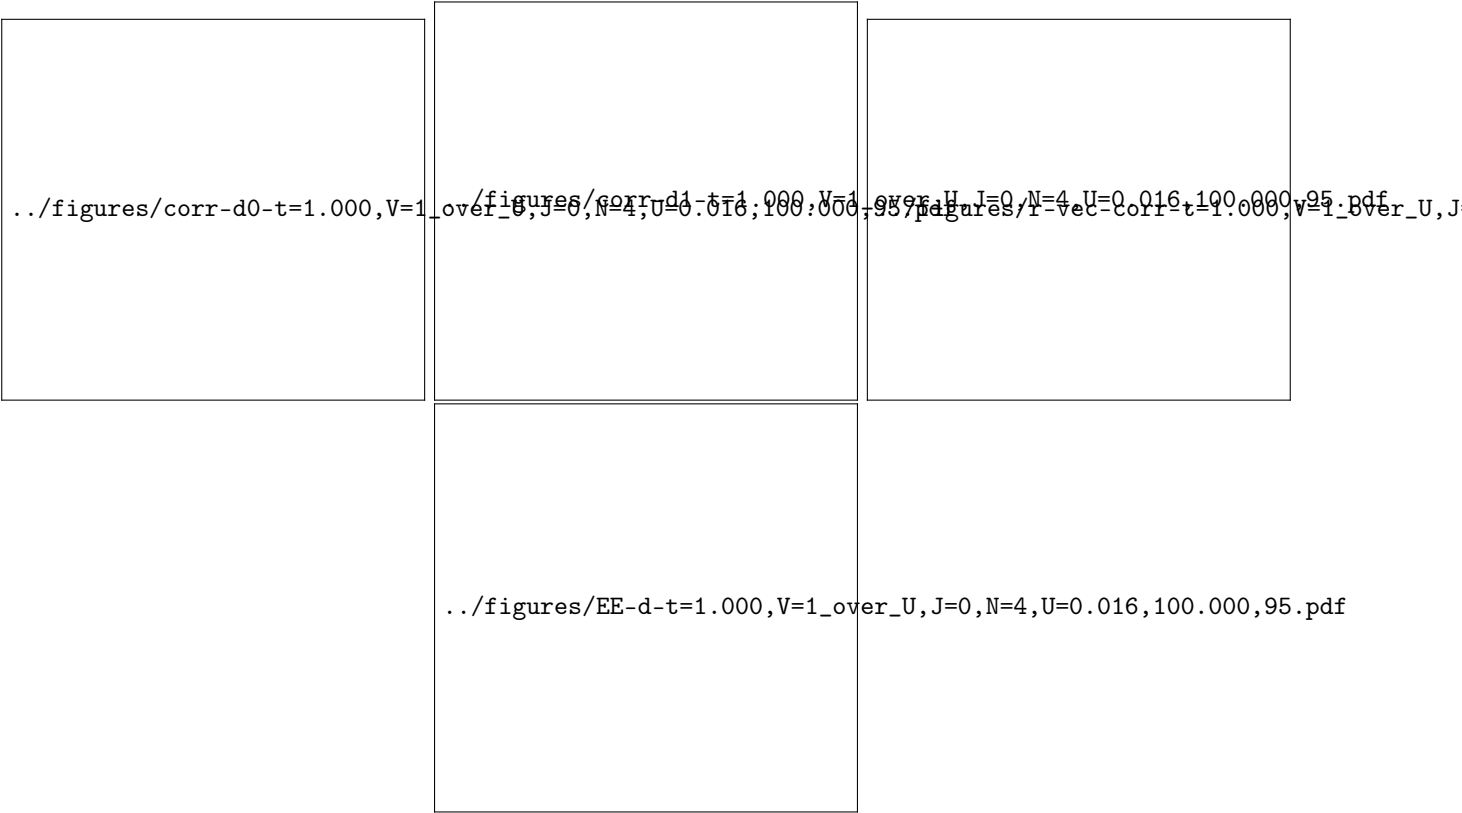 ../figures/corr-d0-t=1.000,V=1_over_U,J=0,N=4,U=0.016,100.000,95.pdf
../figures/corr-d1-t=1.000,V=1_over_U,J=0,N=4,U=0.016,100.000,95.pdf
../figures/r-vec-corr-t=1.000,V=1_over_U,J=
../figures/EE-d-t=1.000,V=1_over_U,J=0,N=4,U=0.016,100.000,95.pdf